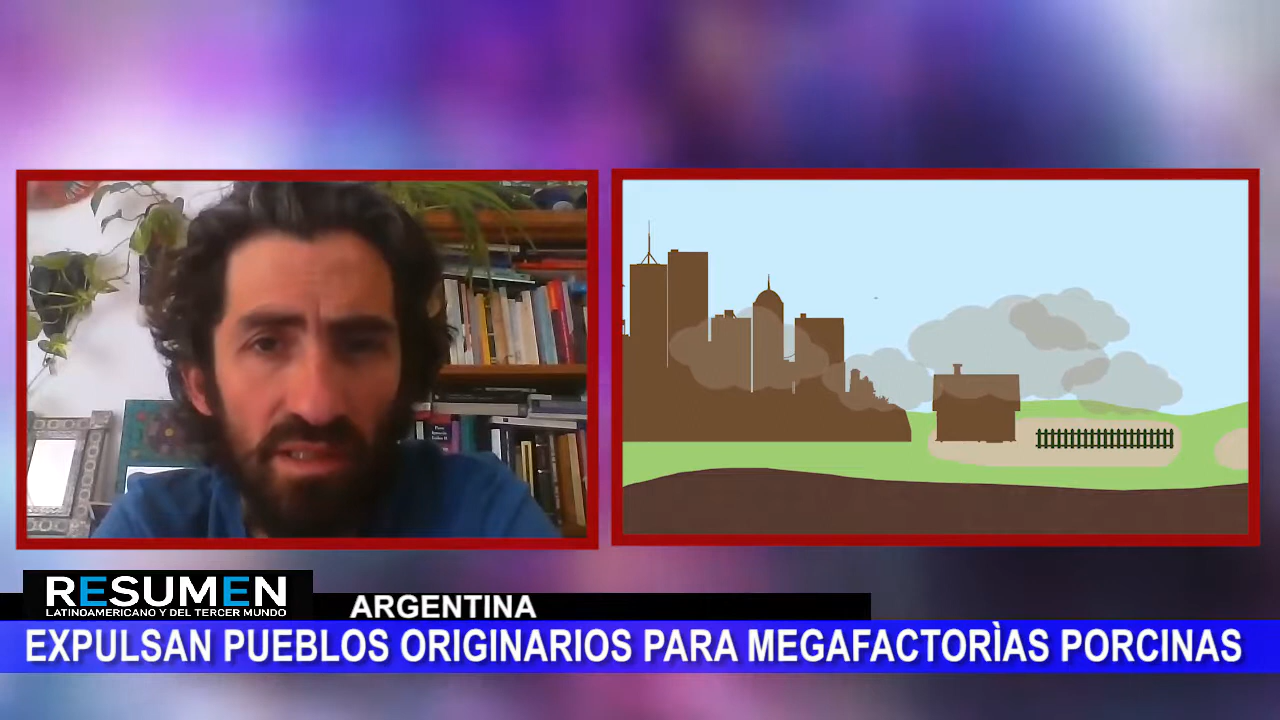 RESUMEN
LATINOAMERICANO Y DEL TERCER MUNDO
ARGENTINA
EXPULSAN PUEBLOS ORIGINARIOS PARA MEGAFACTORÌAS PORCINAS